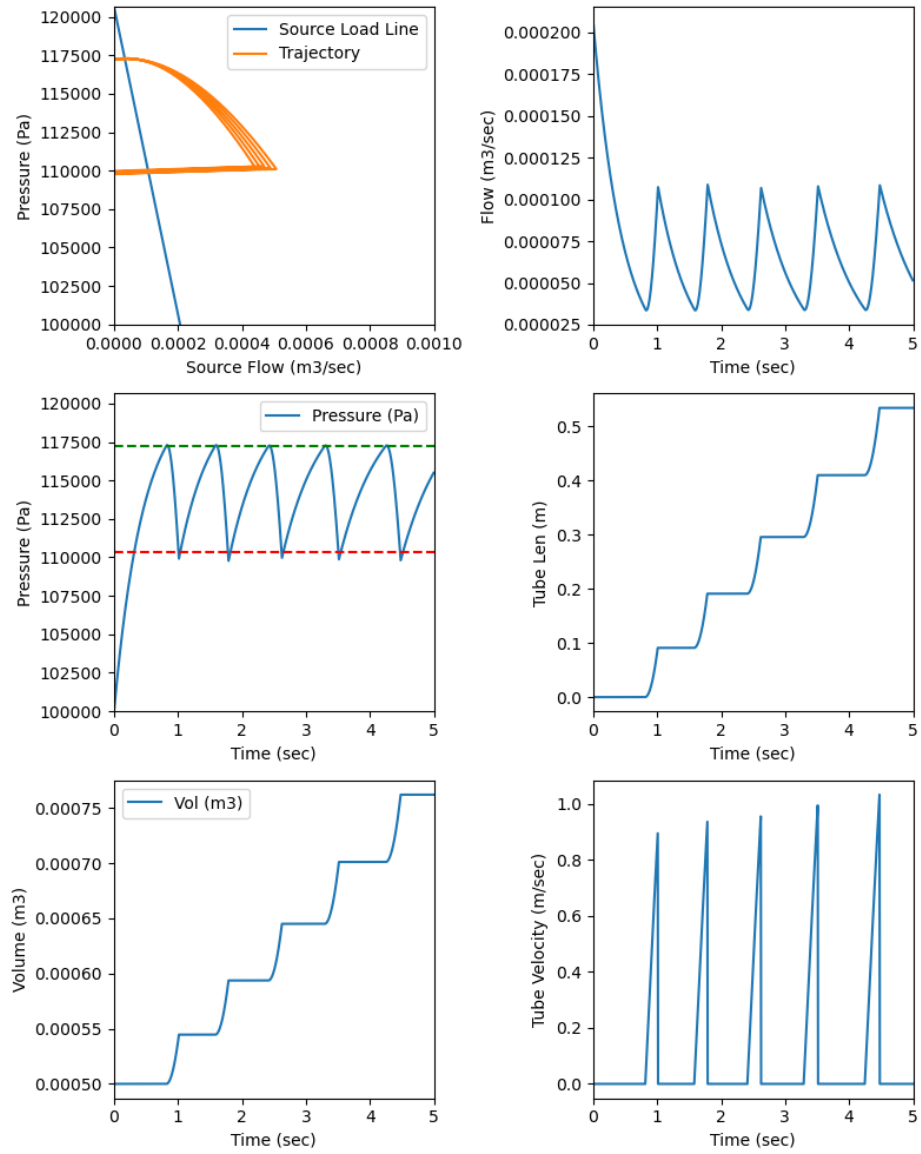 120000
117500
115000
112500
110000
107500
105000
102500
100000
Pressure (Pa)
Source Load Line
Trajectory
0.0000 0.0002 0.0004 0.0006 0.0008 0.0010
Source Flow (m3/sec)
0.000200
0.000175
0.000150
0.000125
0.000100
0.000075
0.000050
0.000025
Flow (m3/sec)
0 1 2 3 4 5
Time (sec)
120000
117500
115000
112500
110000
107500
105000
102500
100000
Pressure (Pa)
Pressure (Pa)
0 1 2 3 4 5
Time (sec)
0.5
0.4
0.3
0.2
0.1
0.0
Tube Len (m)
0 1 2 3 4 5
Time (sec)
0.00075
0.00070
0.00065
0.00060
0.00055
0.00050
Volume (m3)
Vol (m3)
0 1 2 3 4 5
Time (sec)
1.0
0.8
0.6
0.4
0.2
0.0
Tube Velocity (m/sec)
0 1 2 3 4 5
Time (sec)